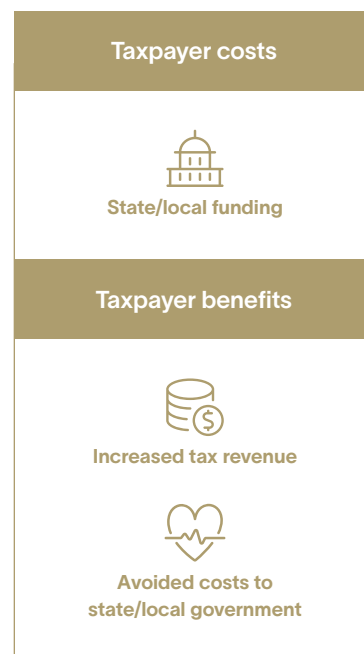 Taxpayer costs
State/local funding
Taxpayer benefits
$
Increased tax revenue
Avoided costs to
state/local government